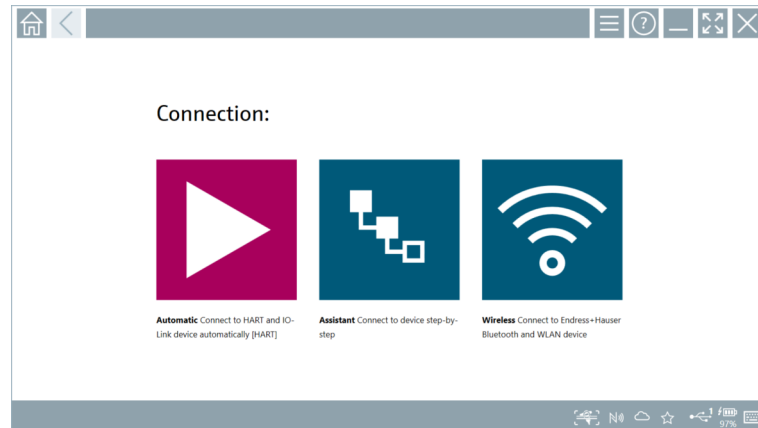 Connection:
Automatic Connect to HART and IO-
Link device automatically [HART]
Assistant Connect to device step-by-
step
Wireless Connect to Endress+Hauser
Bluetooth and WLAN device
1
97%